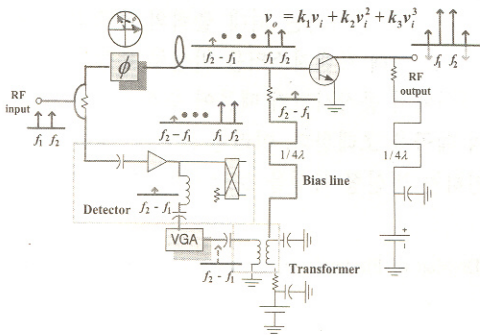 v_o = k_1v_i + k_2v_i^2 + k_3v_i^3
ϕ
f_2 - f_1
f_1 f_2
f_1 f_2
RF
input
RF
output
f_1 f_2
f_2 - f_1
f_2 - f_1
f_1 f_2
1/4λ
1/4λ
Bias line
f_2 - f_1
Detector
VGA
f_2 - f_1
Transformer
+
-